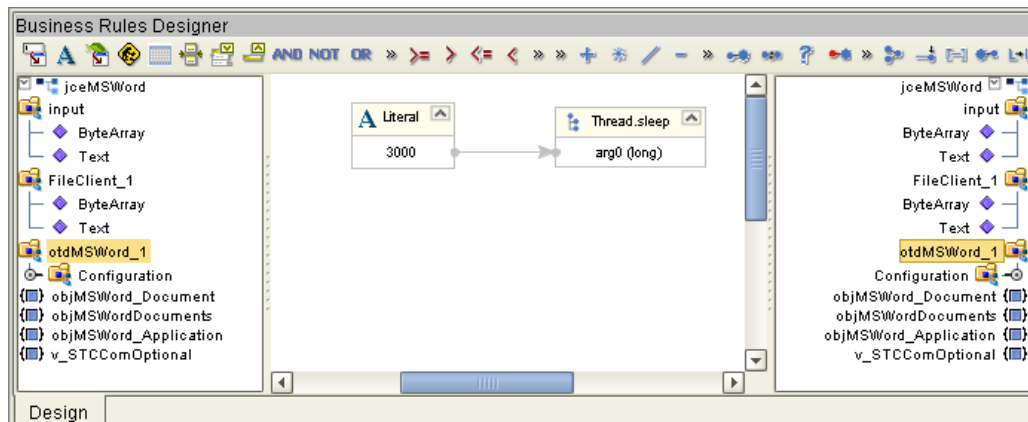 Business Rules Designer
A AND NOT OR » >= > <= < » » + / - » ? » »
jceMSWord
input
ByteArray
Text
FileClient_1
ByteArray
Text
otdMSWord_1
Configuration
objMSWord_Document
objMSWordDocuments
objMSWord_Application
v_STCComOptional
A Literal
3000
Thread.sleep
arg0 (long)
jceMSWord
input
ByteArray
Text
FileClient_1
ByteArray
Text
otdMSWord_1
Configuration
objMSWord_Document
objMSWordDocuments
objMSWord_Application
v_STCComOptional
Design